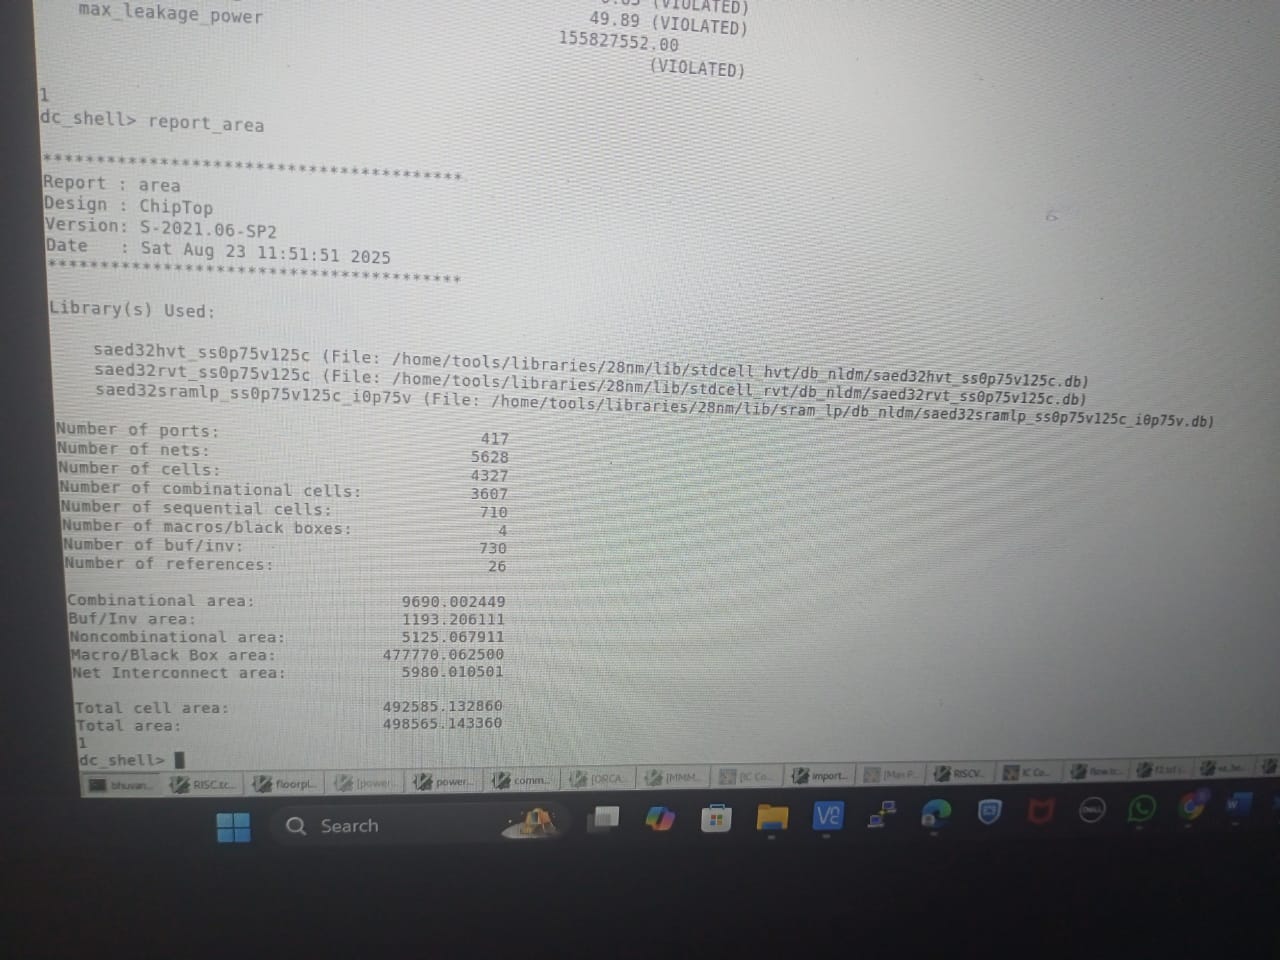 (VIOLATED)
max_leakage_power 49.89 (VIOLATED)
155827552.00
(VIOLATED)
1
dc_shell> report_area
****************************************
Report : area
Design : ChipTop
Version: S-2021.06-SP2
Date : Sat Aug 23 11:51:51 2025
****************************************
Library(s) Used:
saed32hvt_ss0p75v125c (File: /home/tools/libraries/28nm/lib/stdcell_hvt/db_nldm/saed32hvt_ss0p75v125c.db)
saed32rvt_ss0p75v125c (File: /home/tools/libraries/28nm/lib/stdcell_rvt/db_nldm/saed32rvt_ss0p75v125c.db)
saed32sramlp_ss0p75v125c_i0p75v (File: /home/tools/libraries/28nm/lib/sram_lp/db_nldm/saed32sramlp_ss0p75v125c_i0p75v.db)
Number of ports: 417
Number of nets: 5628
Number of cells: 4327
Number of combinational cells: 3607
Number of sequential cells: 710
Number of macros/black boxes: 4
Number of buf/inv: 730
Number of references: 26
Combinational area: 9690.002449
Buf/Inv area: 1193.206111
Noncombinational area: 5125.067911
Macro/Black Box area: 477770.062500
Net Interconnect area: 5980.010501
Total cell area: 492585.132860
Total area: 498565.143360
1
dc_shell>
bhuvan... RISC.tc... floorpl... [power... power... comm... [ORCA... [MMM... [IC Co... import... [Man P... RISCV... IC Co...
Search